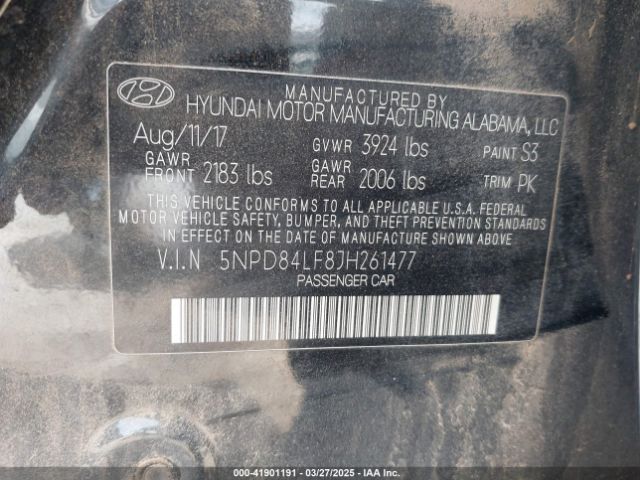 MANUFACTURED BY
HYUNDAI MOTOR MANUFACTURING ALABAMA, LLC
Aug/11/17 GVWR 3924 lbs PAINT S3
GAWR FRONT 2183 lbs GAWR REAR 2006 lbs TRIM PK
THIS VEHICLE CONFORMS TO ALL APPLICABLE U.S.A. FEDERAL
MOTOR VEHICLE SAFETY, BUMPER, AND THEFT PREVENTION STANDARDS
IN EFFECT ON THE DATE OF MANUFACTURE SHOWN ABOVE.
V.I.N 5NPD84LF8JH261477
PASSENGER CAR
000-41901191 - 03/27/2025 - IAA Inc.